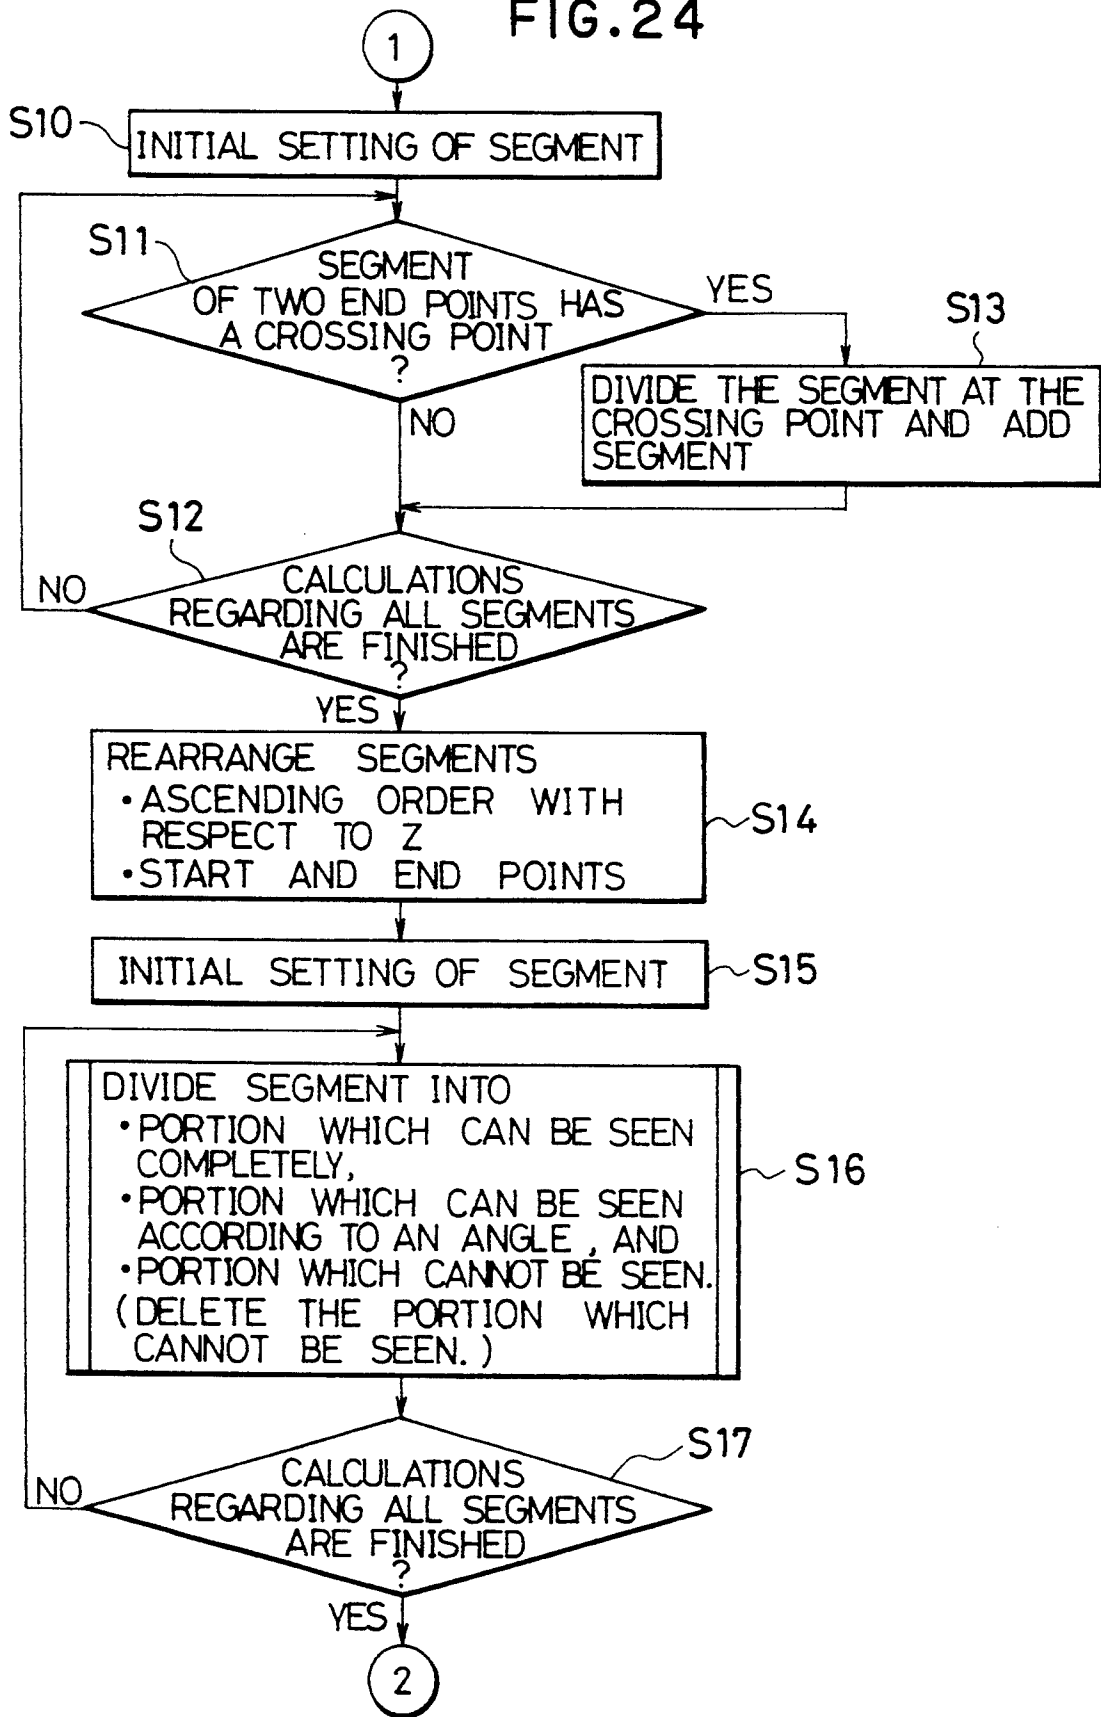 FIG.24
1
S10
INITIAL SETTING OF SEGMENT
S11
SEGMENT
OF TWO END POINTS HAS
A CROSSING POINT
?
YES
S13
DIVIDE THE SEGMENT AT THE
CROSSING POINT AND ADD
SEGMENT
NO
S12
NO
CALCULATIONS
REGARDING ALL SEGMENTS
ARE FINISHED
?
YES
REARRANGE SEGMENTS
•ASCENDING ORDER WITH
RESPECT TO Z
•START AND END POINTS
S14
INITIAL SETTING OF SEGMENT
S15
DIVIDE SEGMENT INTO
•PORTION WHICH CAN BE SEEN
COMPLETELY,
•PORTION WHICH CAN BE SEEN
ACCORDING TO AN ANGLE, AND
•PORTION WHICH CANNOT BE SEEN.
(DELETE THE PORTION WHICH
CANNOT BE SEEN.)
S16
S17
NO
CALCULATIONS
REGARDING ALL SEGMENTS
ARE FINISHED
?
YES
2